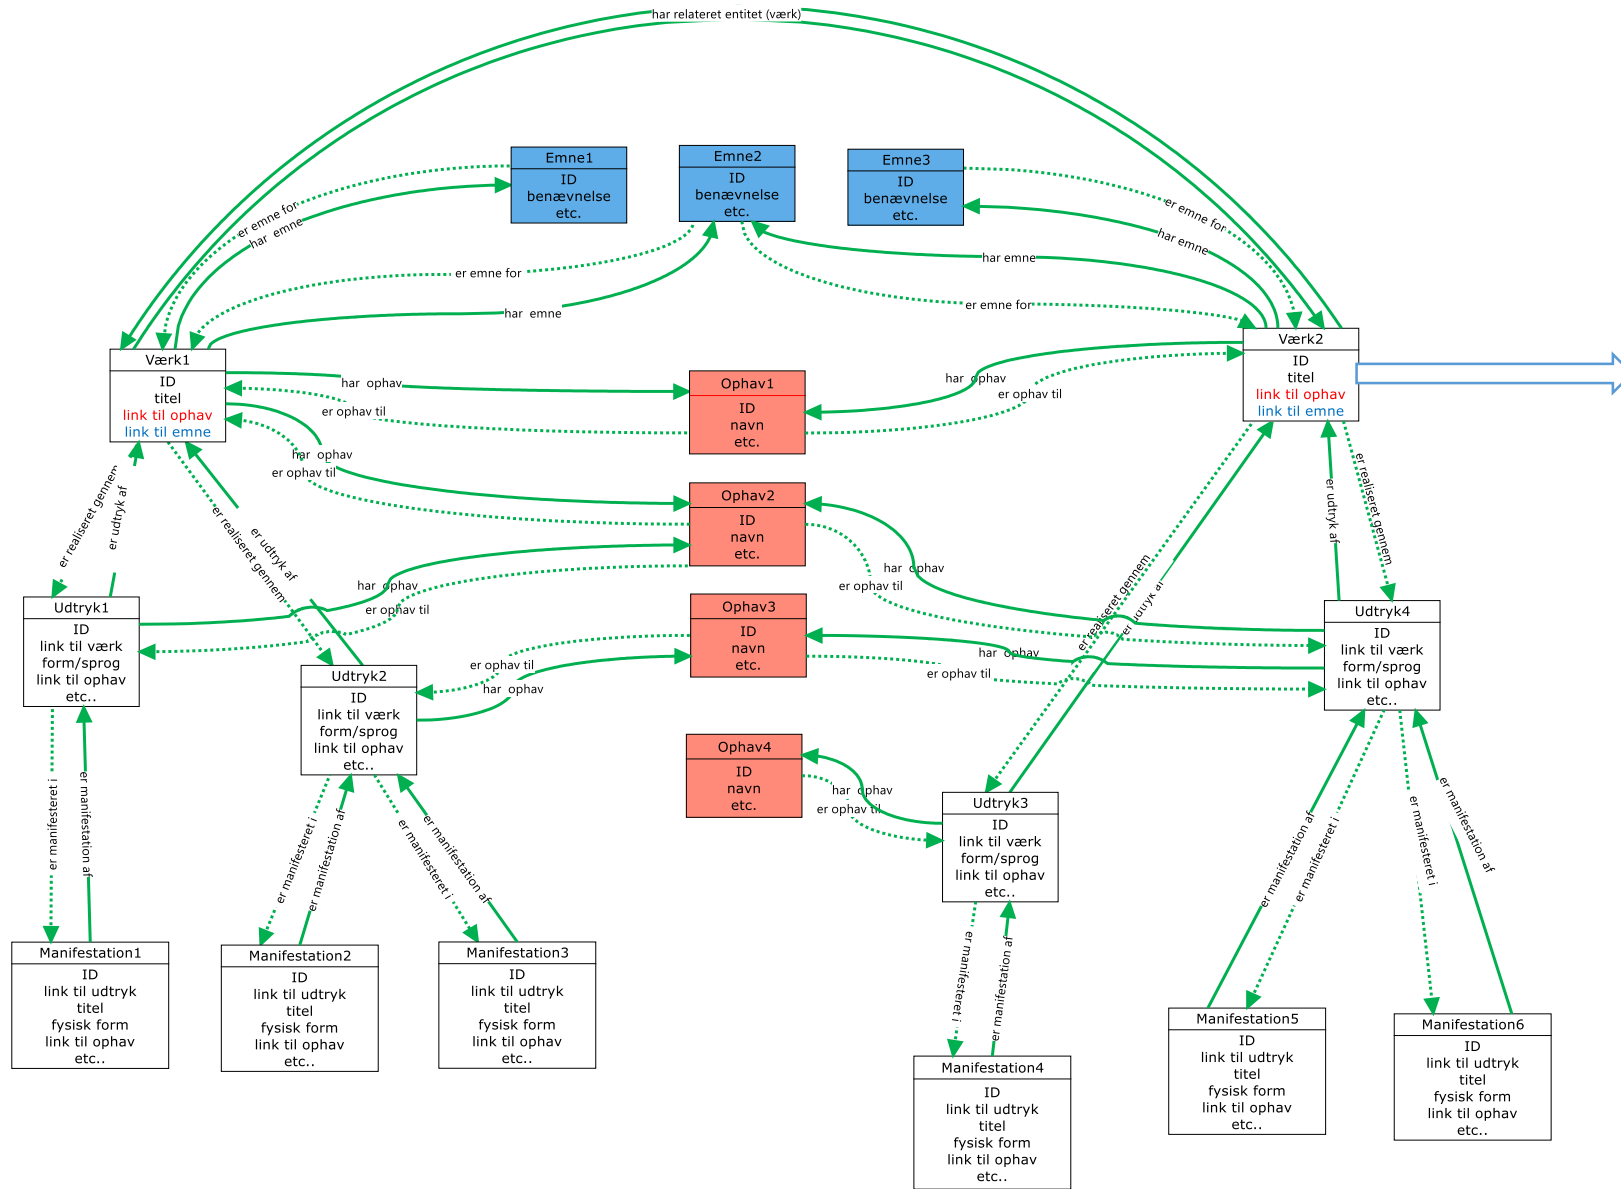 har relateret entitet (værk)
Emne1
ID
benævnelse
etc.
Emne2
ID
benævnelse
etc.
Emne3
ID
benævnelse
etc.
er emne for
har emne
er emne for
har emne
har emne
er emne for
er emne for
har emne
Værk1
ID
titel
link til ophav
link til emne
Værk2
ID
titel
link til ophav
link til emne
har ophav
er ophav til
har ophav
er ophav til
Ophav1
ID
navn
etc.
har ophav
er ophav til
Ophav2
ID
navn
etc.
har ophav
er ophav til
har ophav
er ophav til
Ophav3
ID
navn
etc.
er ophav til
har ophav
har ophav
er ophav til
Ophav4
ID
navn
etc.
har ophav
er ophav til
er realiseret gennem
er udtryk af
er realiseret gennem
er udtryk af
er realiseret gennem
er udtryk af
er udtryk af
er realiseret gennem
Udtryk1
ID
link til værk
form/sprog
link til ophav
etc..
Udtryk2
ID
link til værk
form/sprog
link til ophav
etc..
Udtryk3
ID
link til værk
form/sprog
link til ophav
etc..
Udtryk4
ID
link til værk
form/sprog
link til ophav
etc..
er manifesteret i
er manifestation af
er manifesteret i
er manifestation af
er manifesteret i
er manifestation af
er manifesteret i
er manifestation af
er manifestation af
er manifesteret i
er manifesteret i
er manifestation af
Manifestation1
ID
link til udtryk
titel
fysisk form
link til ophav
etc..
Manifestation2
ID
link til udtryk
titel
fysisk form
link til ophav
etc..
Manifestation3
ID
link til udtryk
titel
fysisk form
link til ophav
etc..
Manifestation4
ID
link til udtryk
titel
fysisk form
link til ophav
etc..
Manifestation5
ID
link til udtryk
titel
fysisk form
link til ophav
etc..
Manifestation6
ID
link til udtryk
titel
fysisk form
link til ophav
etc..